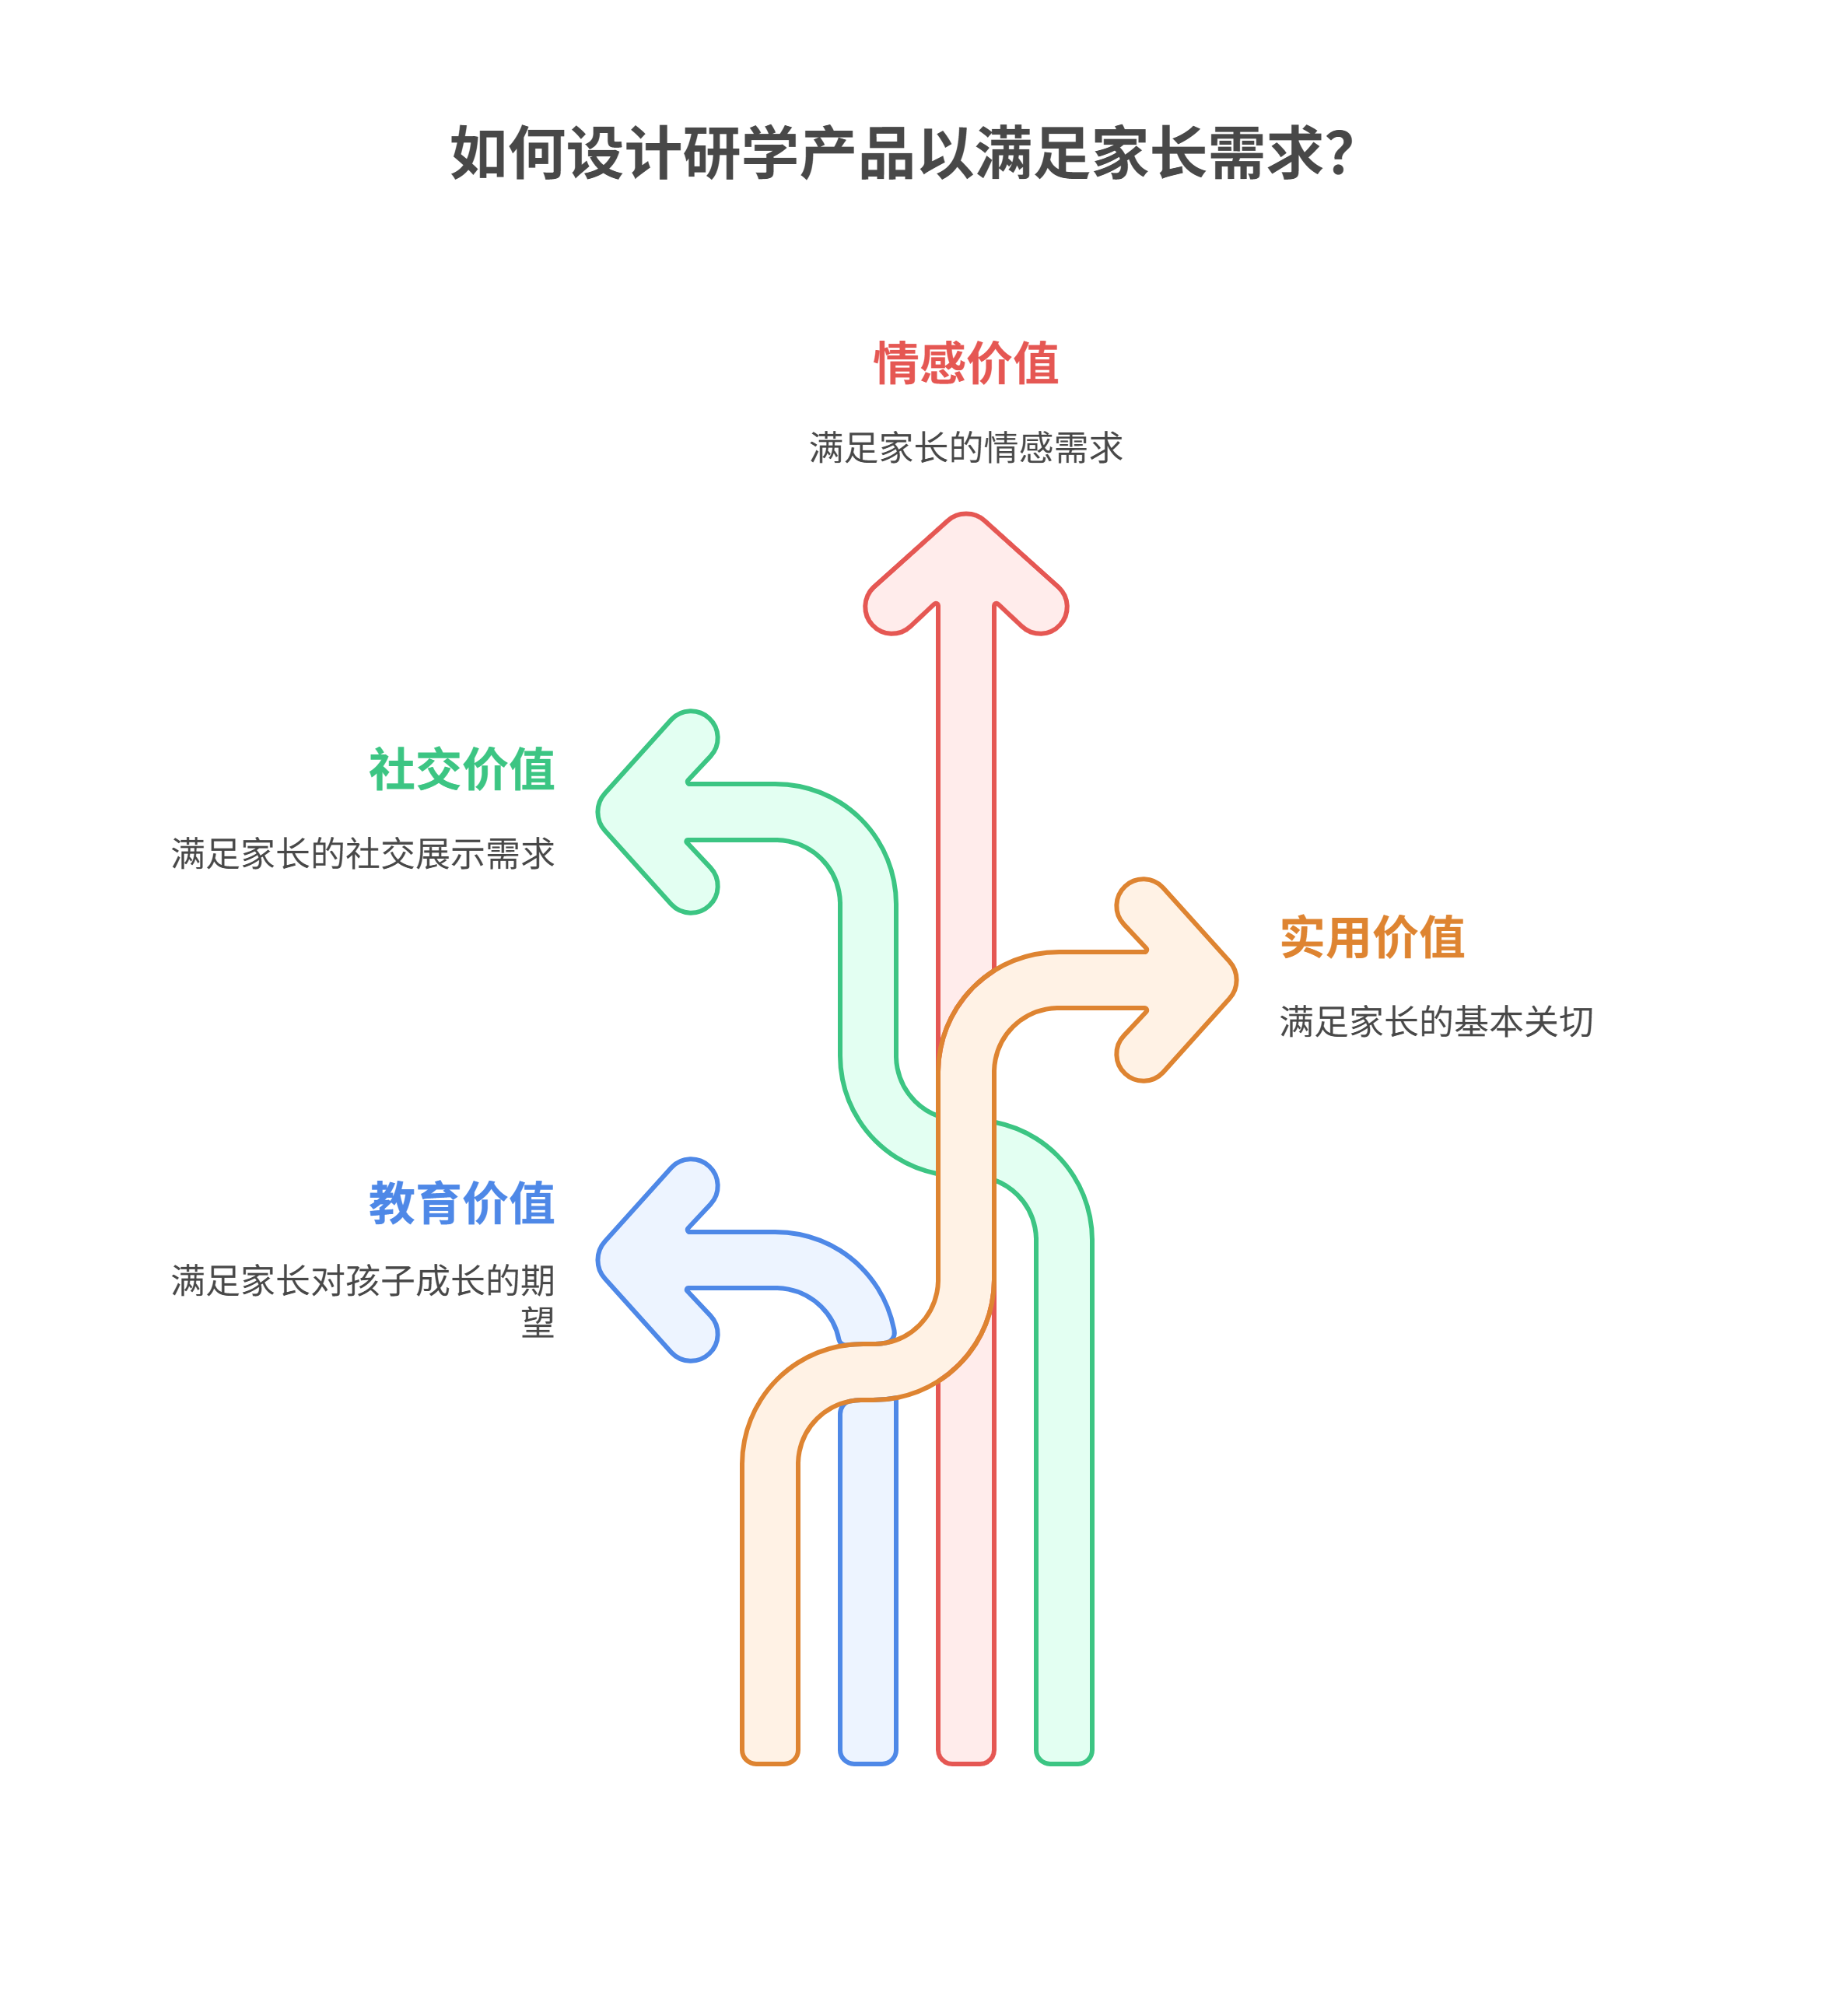 如何设计研学产品以满足家长需求？
情感价值
满足家长的情感需求
社交价值
满足家长的社交展示需求
实用价值
满足家长的基本关切
教育价值
满足家长对孩子成长的期
望